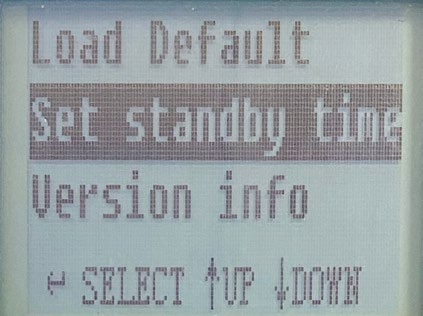 Load Default
Set standby time
Version info
↵ SELECT ↑UP ↓DOWN